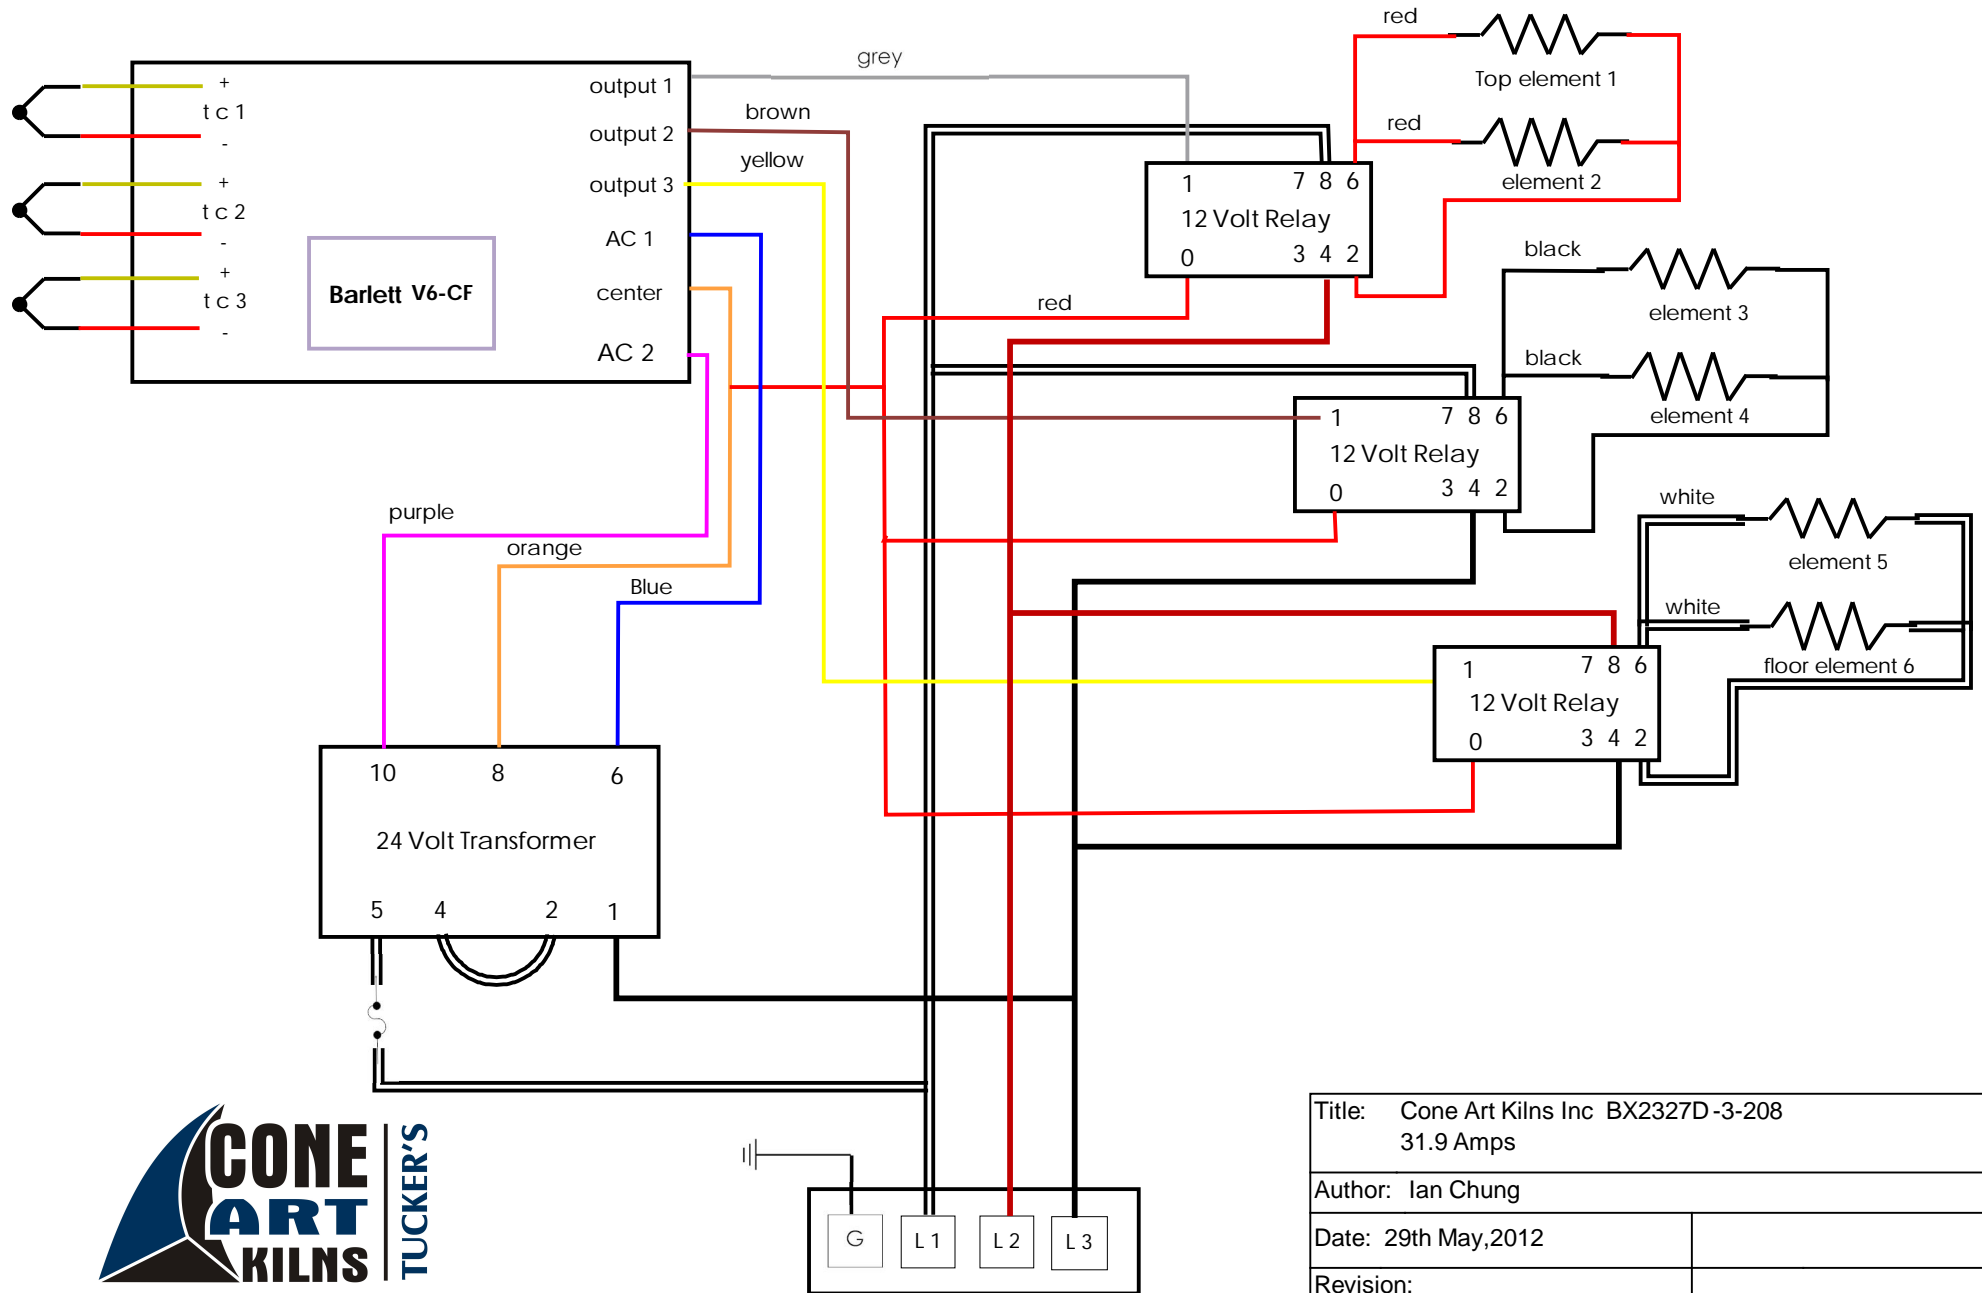 red
grey
+
output 1
Top element 1
t c 1
brown
-
output 2
red
yellow
+
output 3
1 7 8 6
element 2
t c 2
12 Volt Relay
-
AC 1
0 3 4 2
black
+
t c 3
Barlett V6-CF
center
red
element 3
-
AC 2
black
1 7 8 6
element 4
12 Volt Relay
0 3 4 2
white
purple
orange
element 5
Blue
white
1 7 8 6
floor element 6
12 Volt Relay
0 3 4 2
10 8 6
24 Volt Transformer
5 4 2 1
CONE
ART
KILNS
TUCKER'S
G L 1 L 2 L 3
Title: Cone Art Kilns Inc BX2327D -3-208
31.9 Amps
Author: Ian Chung
Date: 29th May,2012
Revision: